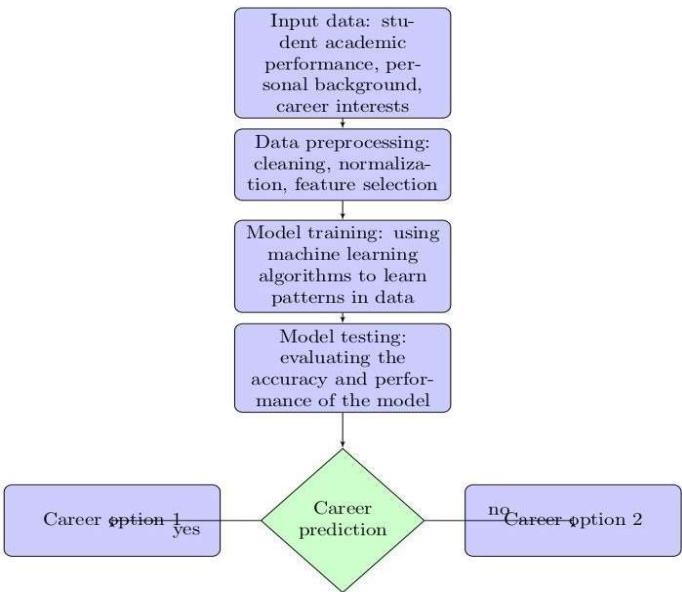 Input data: stu-
dent academic
performance, per-
sonal background,
career interests
Data preprocessing:
cleaning, normaliza-
tion, feature selection
Model training: using
machine learning
algorithms to learn
patterns in data
Model testing:
evaluating the
accuracy and perfor-
mance of the model
Career
prediction
Career option 1
yes
no
Career option 2